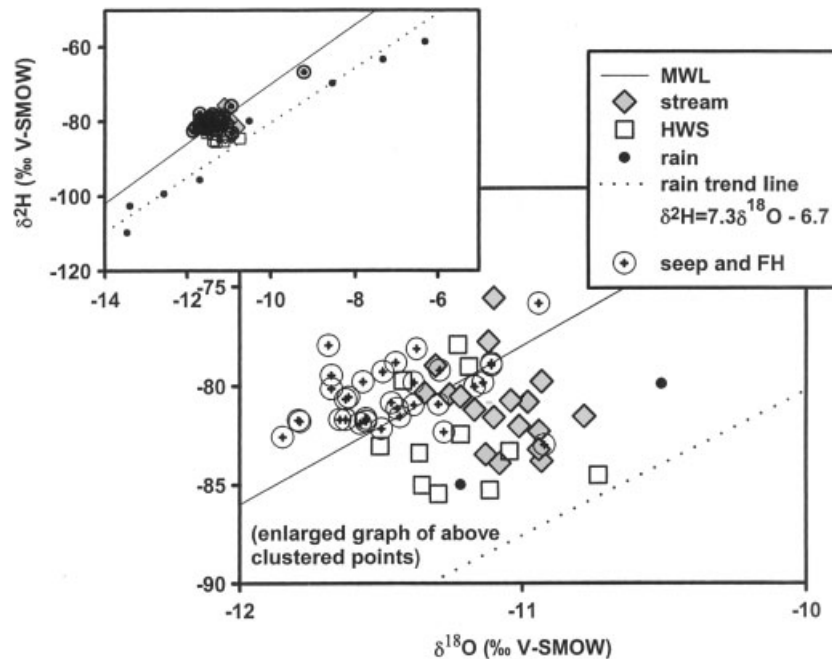 -60
-80
-100
-120
δ²H (‰ V-SMOW)
-14
-12
-10
-8
-6
MWL
stream
HWS
rain
rain trend line
δ²H=7.3δ¹⁸O - 6.7
seep and FH
-75
-80
-85
-90
(enlarged graph of above
clustered points)
-12
-11
-10
δ¹⁸O (‰ V-SMOW)